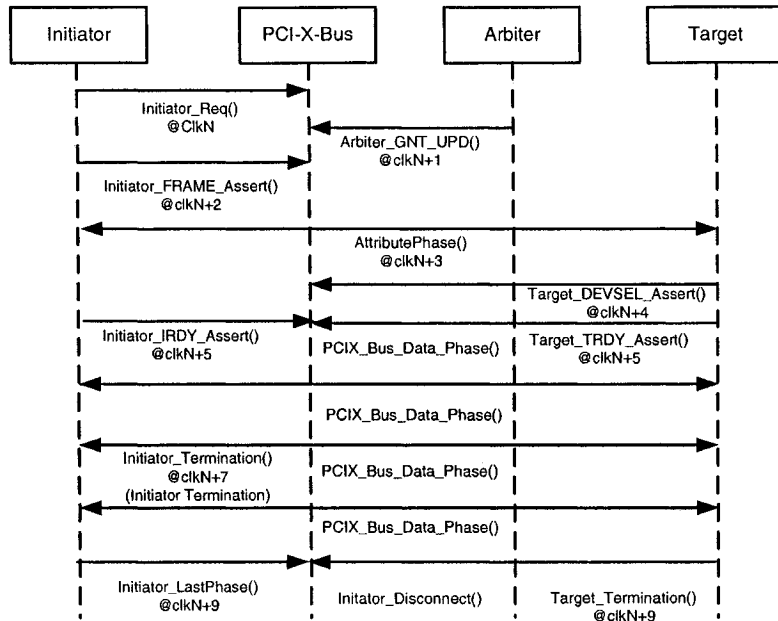 Initiator
PCI-X-Bus
Arbiter
Target
Initiator_Req()
@ClkN
Arbiter_GNT_UPD()
@clkN+1
Initiator_FRAME_Assert()
@clkN+2
AttributePhase()
@clkN+3
Target_DEVSEL_Assert()
@clkN+4
Initiator_IRDY_Assert()
@clkN+5
PCIX_Bus_Data_Phase()
Target_TRDY_Assert()
@clkN+5
PCIX_Bus_Data_Phase()
Initiator_Termination()
@clkN+7
(Initiator Termination)
PCIX_Bus_Data_Phase()
PCIX_Bus_Data_Phase()
Initiator_LastPhase()
@clkN+9
Initator_Disconnect()
Target_Termination()
@clkN+9